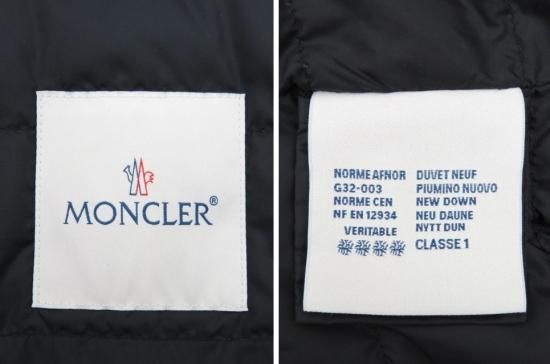 MONCLER®
NORME AFNOR
G32-003
NORME CEN
NF EN 12934
VERITABLE
DUVET NEUF
PIUMINO NUOVO
NEW DOWN
NEU DAUNE
NYTT DUN
CLASSE 1